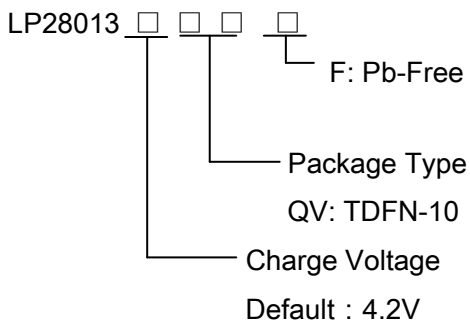 LP28013 □ □ □ □
F: Pb-Free
Package Type
QV: TDFN-10
Charge Voltage
Default：4.2V